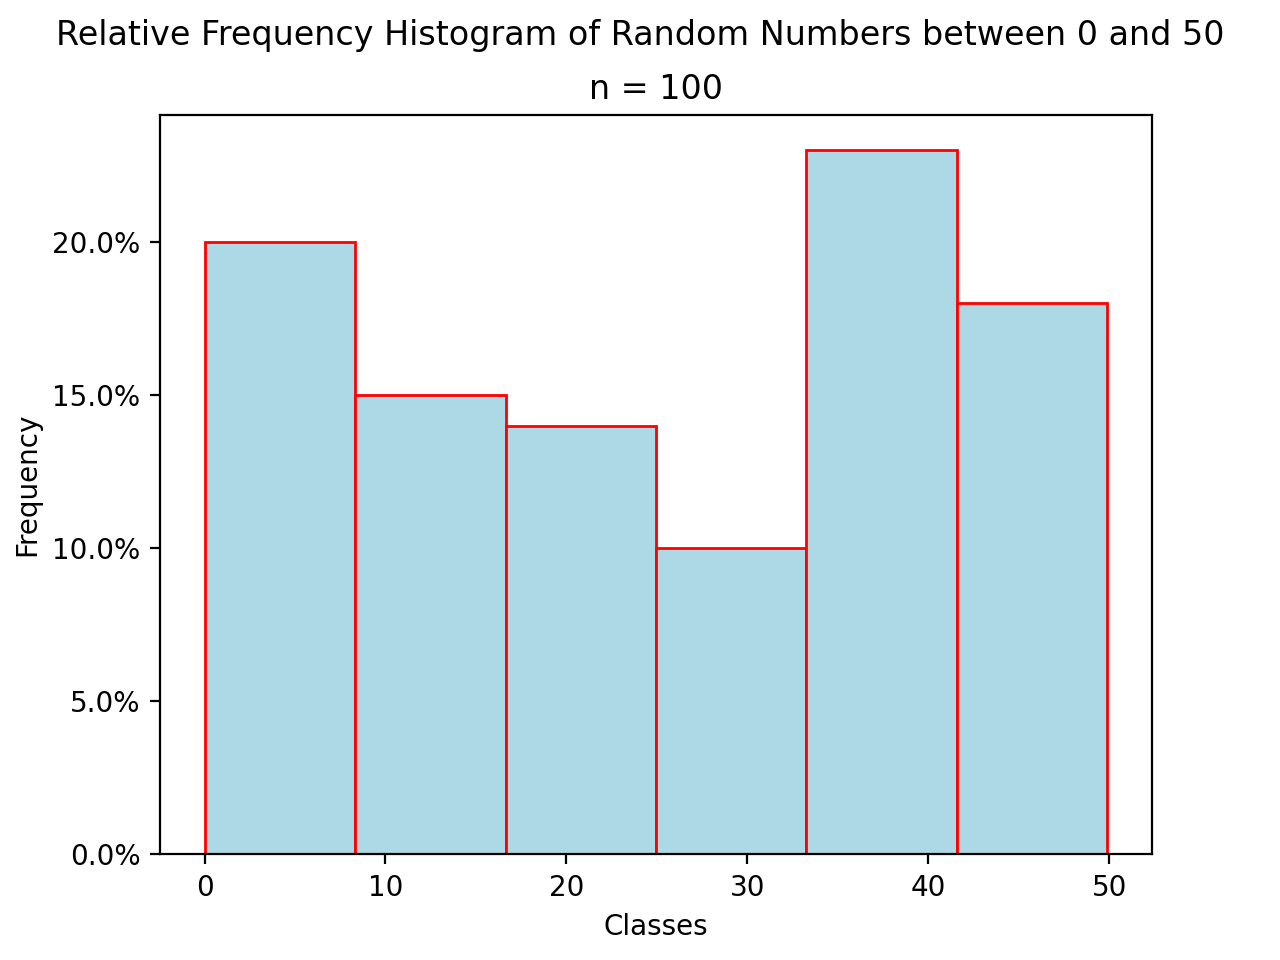 Relative Frequency Histogram of Random Numbers between 0 and 50
n = 100
20.0%
15.0%
10.0%
5.0%
0.0%
Frequency
0 10 20 30 40 50
Classes